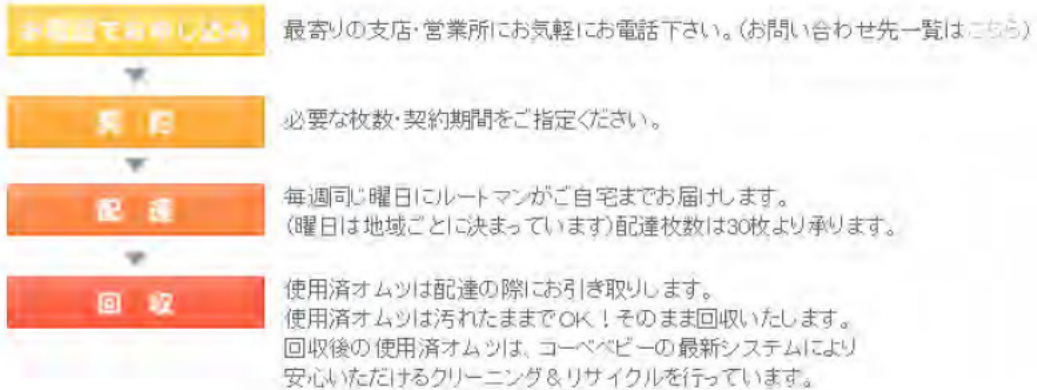 お電話でお申し込み
最寄りの支店・営業所にお気軽にお電話下さい。(お問い合わせ先一覧はこちら)
契 約
必要な枚数・契約期間をご指定ください。
配 達
毎週同じ曜日にルートマンがご自宅までお届けします。
(曜日は地域ごとに決まっています)配達枚数は30枚より承ります。
回 収
使用済オムツは配達の際にお引き取りします。
使用済オムツは汚れたままでOK!そのまま回収いたします。
回収後の使用済オムツは、コーベベビーの最新システムにより
安心いただけるクリーニング&リサイクルを行っています。